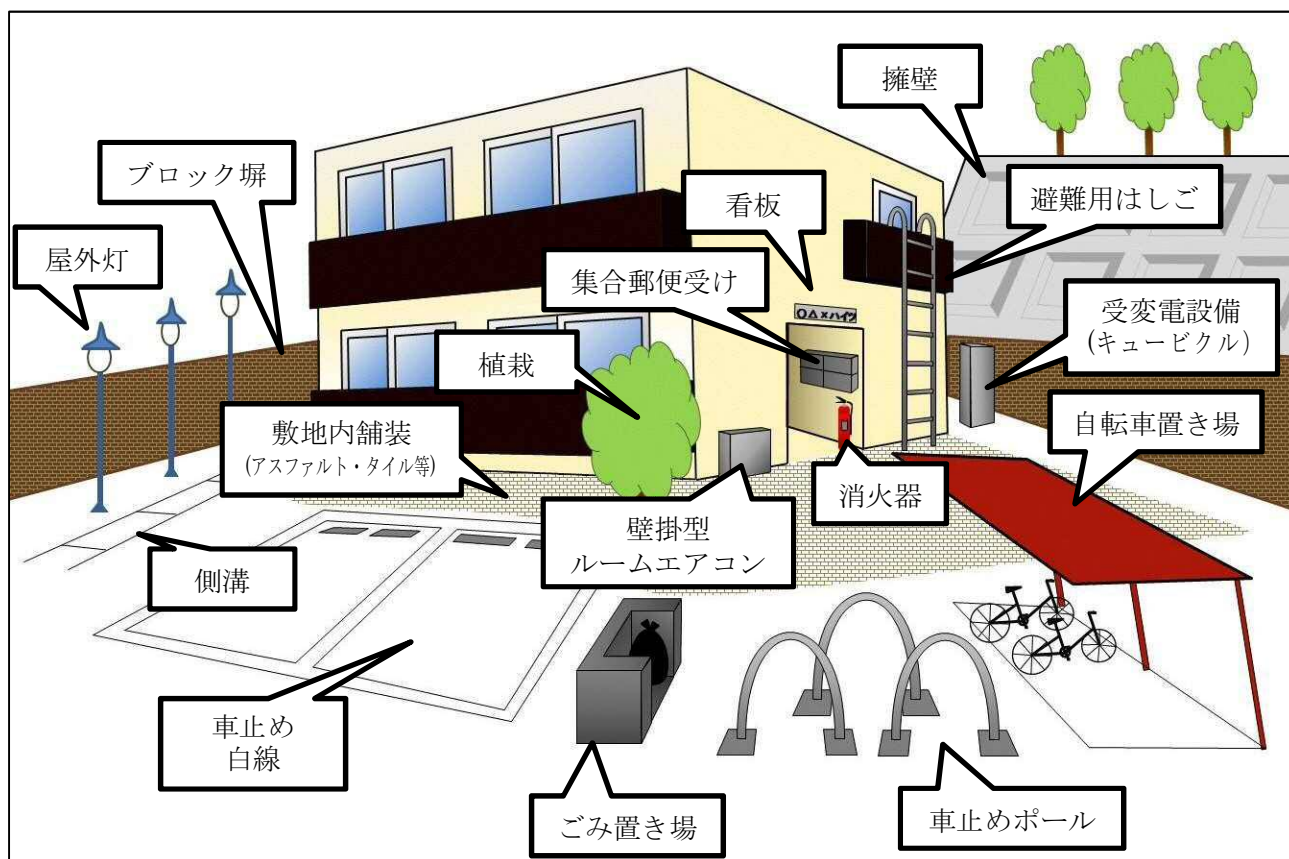 擁壁
ブロック塀
避難用はしご
看板
屋外灯
集合郵便受け
○△×ハイツ
受変電設備
(キュービクル)
植栽
敷地内舗装
(アスファルト・タイル等)
自転車置き場
消火器
壁掛型
ルームエアコン
側溝
車止め
白線
ごみ置き場
車止めポール